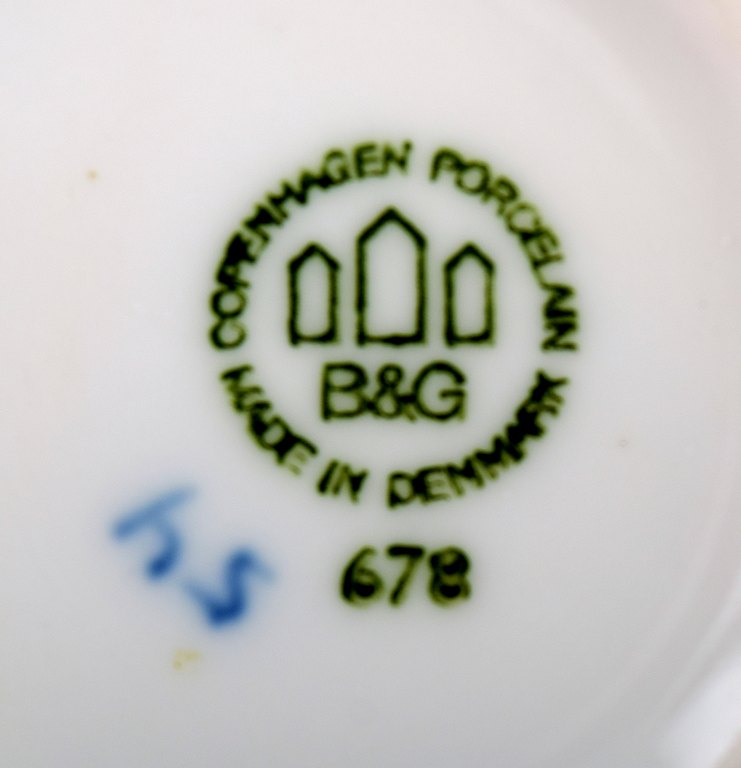 COPENHAGEN PORCELAIN
B&G
MADE IN DENMARK
678